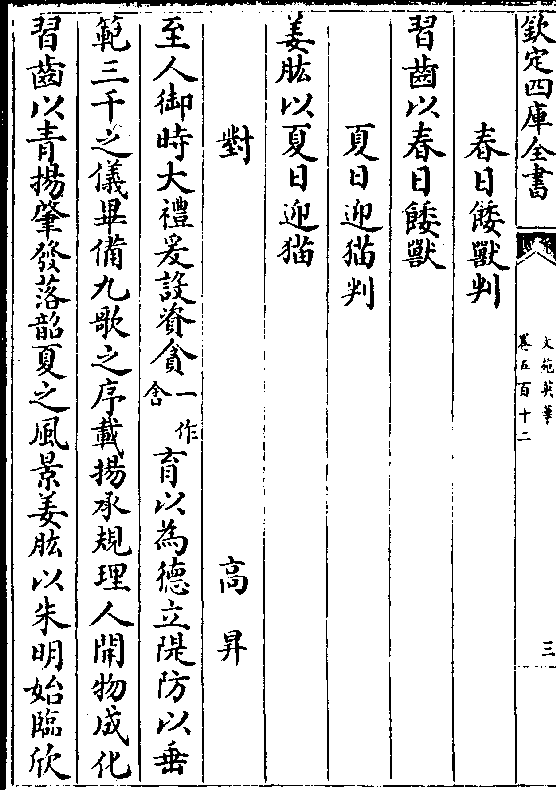 欽定四庫全書
文苑英華
卷五百十二
三
春日餧獸判
習齒以春日餧獸
夏日迎猫判
姜肱以夏日迎猫
對 高昇
至人御時大禮爰設資貪一作含育以為德立隄防以垂
範三千之儀畢備九歌之序載揚承規理人開物成化
習齒以青揚肇發落韶夏之風景姜肱以朱明始臨欣